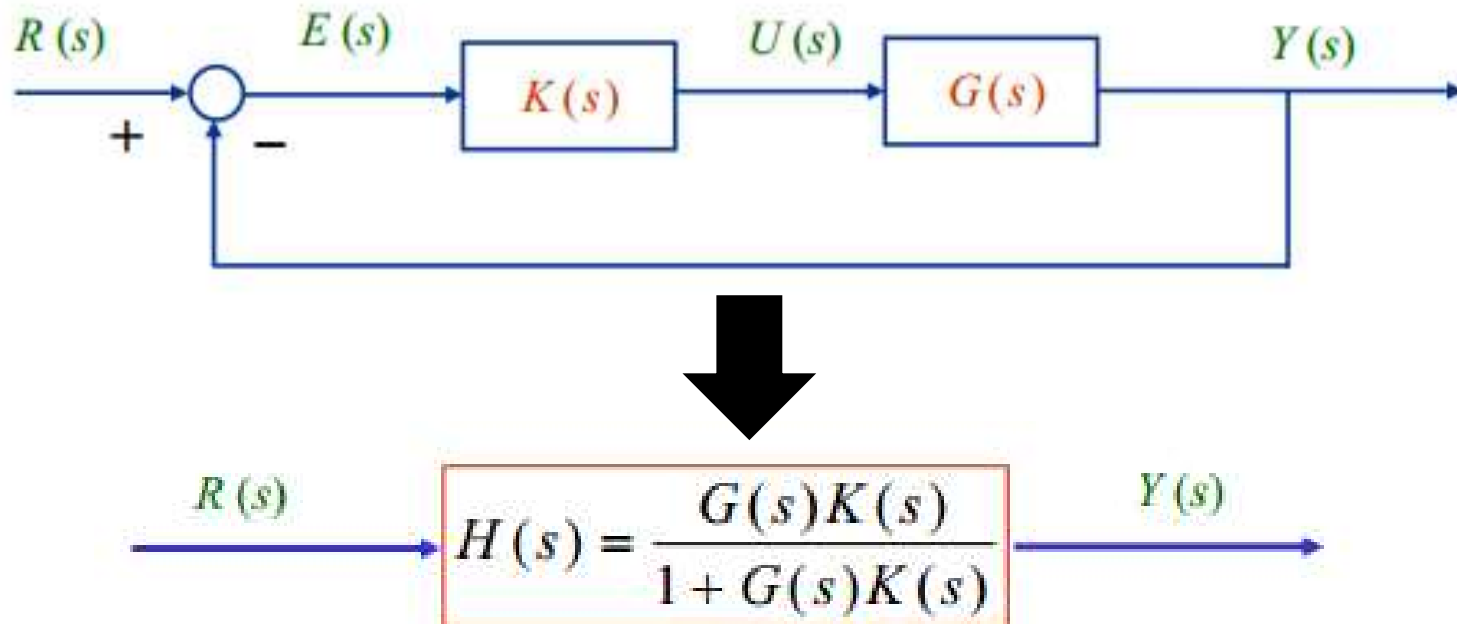 R(s) E(s) K(s) U(s) G(s) Y(s)
+ −
R(s) H(s) = G(s)K(s) / 1 + G(s)K(s) Y(s)